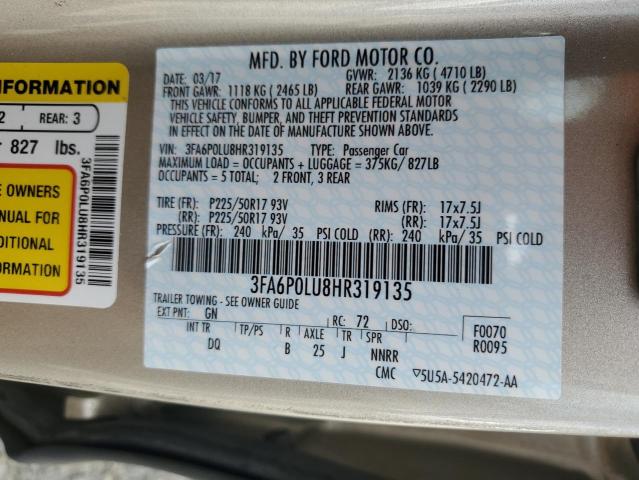 INFORMATION
2 REAR: 3
827 lbs.
E OWNERS
NUAL FOR
DITIONAL
FORMATION
3FA6P0LU8HR319135
MFD. BY FORD MOTOR CO.
DATE: 03/17 GVWR: 2136 KG ( 4710 LB)
FRONT GAWR: 1118 KG ( 2465 LB) REAR GAWR: 1039 KG ( 2290 LB)
THIS VEHICLE CONFORMS TO ALL APPLICABLE FEDERAL MOTOR
VEHICLE SAFETY, BUMPER, AND THEFT PREVENTION STANDARDS
IN EFFECT ON THE DATE OF MANUFACTURE SHOWN ABOVE.
VIN: 3FA6P0LU8HR319135 TYPE: Passenger Car
MAXIMUM LOAD = OCCUPANTS + LUGGAGE = 375KG/ 827LB
OCCUPANTS = 5 TOTAL; 2 FRONT, 3 REAR
TIRE (FR): P225/50R17 93V RIMS (FR): 17x7.5J
(RR): P225/50R17 93V (RR): 17x7.5J
PRESSURE (FR): 240 kPa/ 35 PSI COLD (RR): 240 kPa/35 PSI COLD
3FA6P0LU8HR319135
TRAILER TOWING - SEE OWNER GUIDE
EXT PNT: GN RC: 72 DSO: F0070
INT TR TP/PS R AXLE TR SPR R0095
DQ B 25 J NNRR
CMC ▽5U5A-5420472-AA